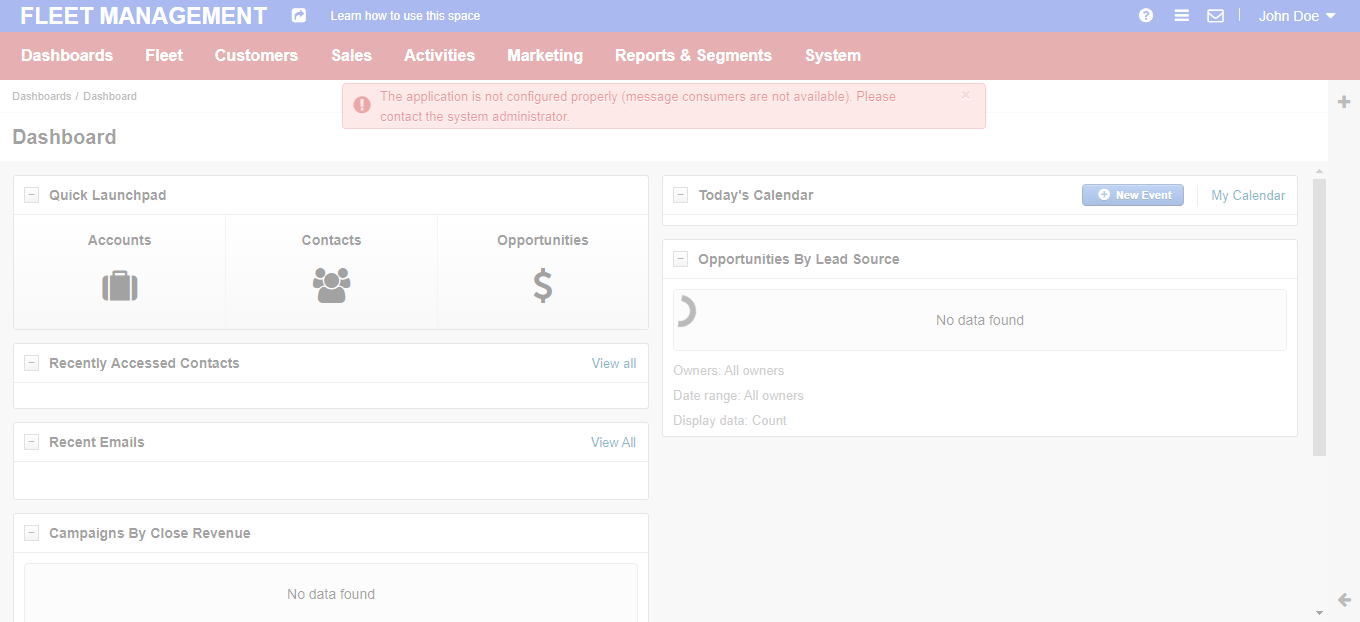 FLEET MANAGEMENT
Learn how to use this space
John Doe
Dashboards Fleet Customers Sales Activities Marketing Reports & Segments System
Dashboards / Dashboard
The application is not configured properly (message consumers are not available). Please
contact the system administrator.
×
Dashboard
Quick Launchpad
Accounts
Contacts
Opportunities
$
Recently Accessed Contacts
View all
Recent Emails
View All
Campaigns By Close Revenue
No data found
Today's Calendar
New Event
My Calendar
Opportunities By Lead Source
No data found
Owners: All owners
Date range: All owners
Display data: Count